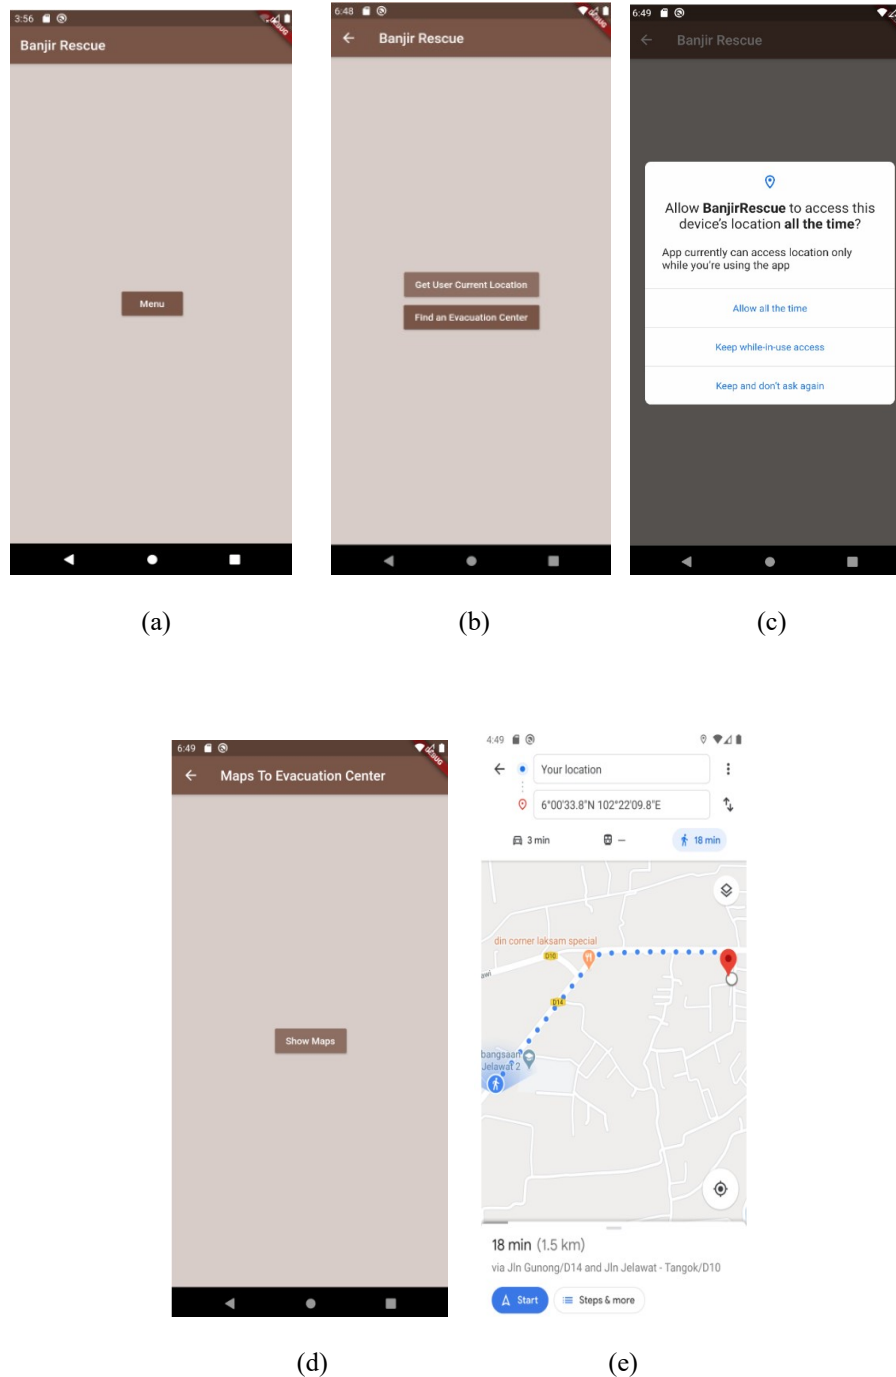 3:56
DEBUG
Banjir Rescue
Menu
(a)
6:48
DEBUG
Banjir Rescue
Get User Current Location
Find an Evacuation Center
(b)
6:49
Banjir Rescue
Allow BanjirRescue to access this
device's location all the time?
App currently can access location only
while you're using the app
Allow all the time
Keep while-in-use access
Keep and don't ask again
(c)
6:49
DEBUG
Maps To Evacuation Center
Show Maps
(d)
4:49
Your location
6°00'33.8"N 102°22'09.8"E
3 min
—
18 min
din corner laksam special
D10
awi
D14
bangsaan
Jelawat 2
18 min (1.5 km)
via Jln Gunong/D14 and Jln Jelawat - Tangok/D10
Start
Steps & more
(e)